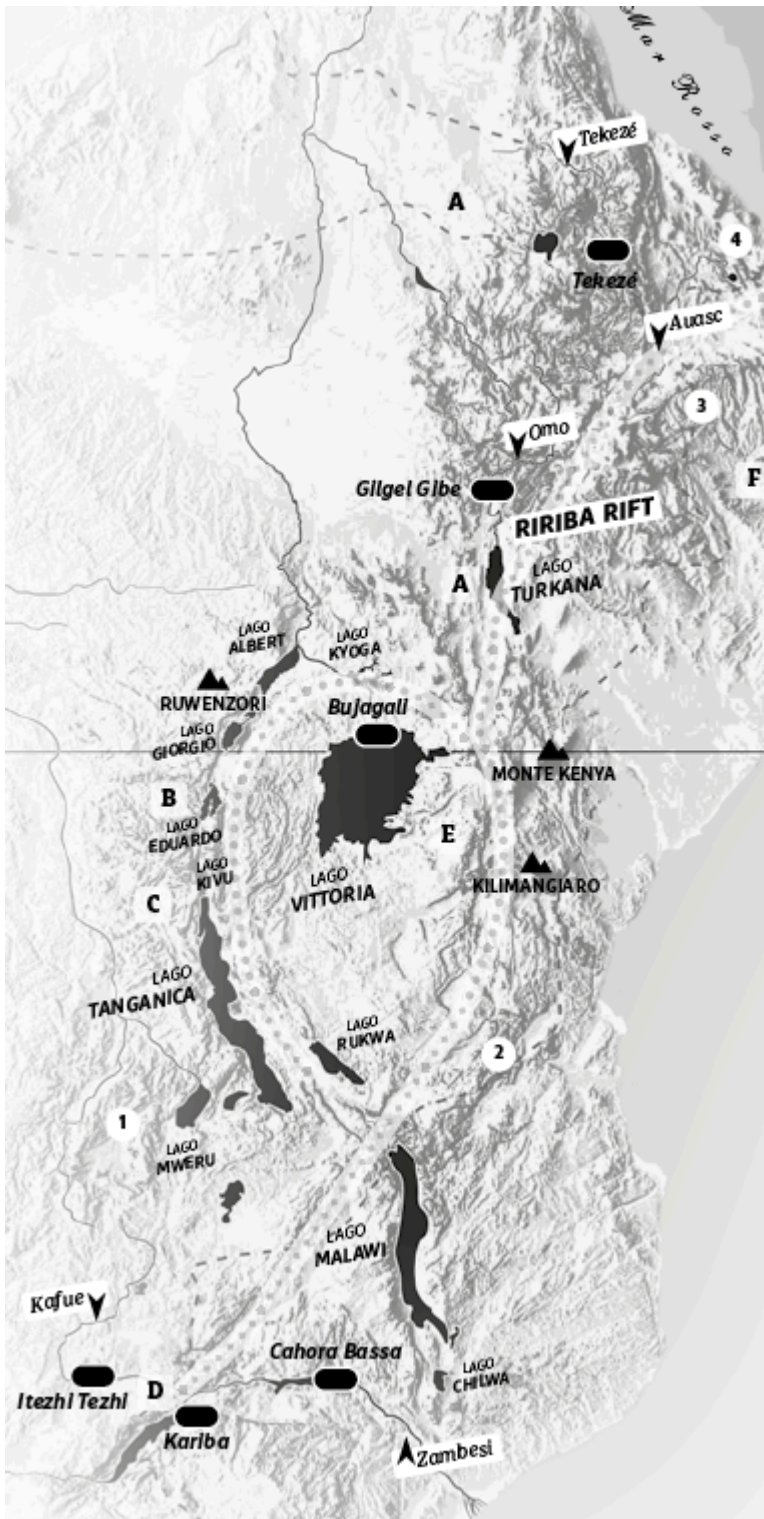 Mar Rosso
Tekezé
A
4
Tekezé
Auasc
3
Omo
F
Gilgel Gibe
RIRIBA RIFT
A
LAGO
TURKANA
LAGO
ALBERT
LAGO
KYOGA
RUWENZORI
Bujagali
LAGO
GIORGIO
MONTE KENYA
B
LAGO
EDUARDO
E
LAGO
KIVU
LAGO
VITTORIA
KILIMANGIARO
C
LAGO
TANGANICA
LAGO
RUKWA
2
1
LAGO
MWERU
LAGO
MALAWI
Kafue
Cahora Bassa
LAGO
CHILWA
Itezhi Tezhi
D
Kariba
Zambesi